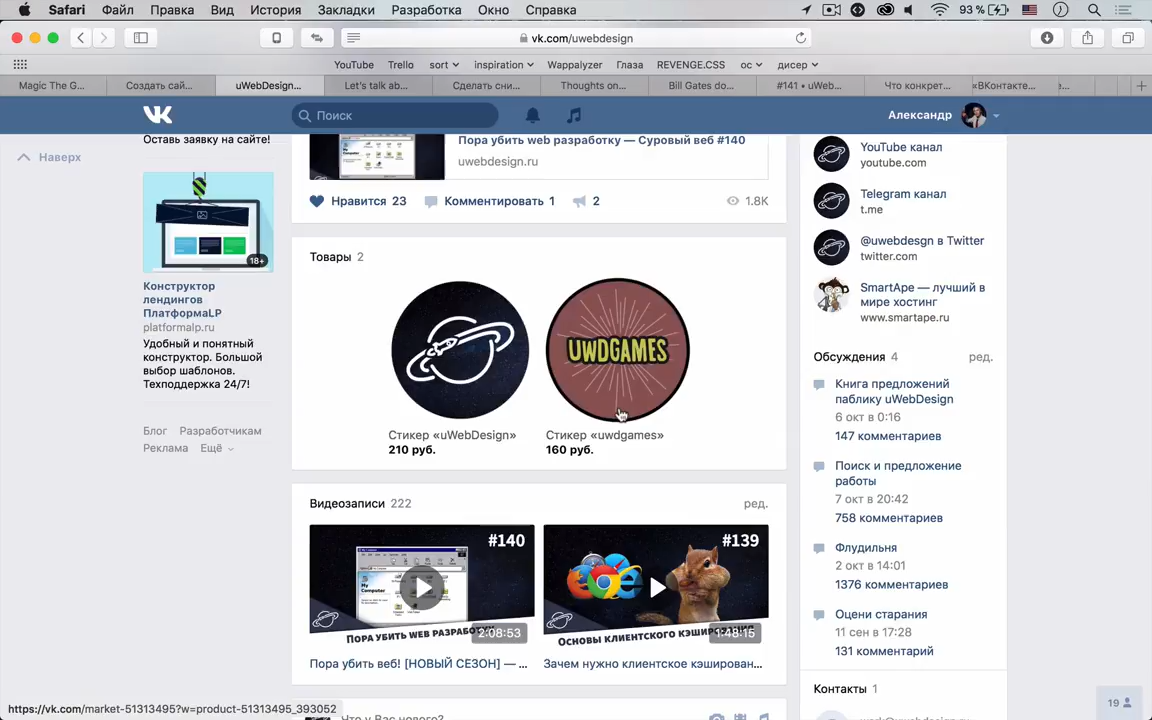 Safari Файл Правка Вид История Закладки Разработка Окно Справка 93 %
vk.com/uwebdesign
YouTube Trello sort inspiration Wappalyzer Глаза REVENGE.CSS ос дисер
Magic The G... Создать сай... uWebDesign... Let's talk ab... Сделать сни... Thoughts on... Bill Gates do... #141 • uWeb... Что конкрет... «ВКонтакте... е...
Поиск
Александр
Наверх
Оставь заявку на сайте!
18+
Конструктор
лендингов
ПлатформаLP
platformalp.ru
Удобный и понятный
конструктор. Большой
выбор шаблонов.
Техподдержка 24/7!
Блог Разработчикам
Реклама Ещё
Пора убить web разработку — Суровый веб #140
uwebdesign.ru
Нравится 23 Комментировать 1 2 1.8K
Товары 2
UWDGAMES
Стикер «uWebDesign»
210 руб.
Стикер «uwdgames»
160 руб.
Видеозаписи 222 ред.
#140
My Computer
ПОРА УБИТЬ WEB РАЗРАБОТКУ
2:08:53
Пора убить веб! [НОВЫЙ СЕЗОН] — ...
#139
ОСНОВЫ КЛИЕНТСКОГО КЭШИРОВАНИЯ
1:48:15
Зачем нужно клиентское кэширован...
Что у Вас нового?
YouTube канал
youtube.com
Telegram канал
t.me
@uwebdesgn в Twitter
twitter.com
SmartApe — лучший в
мире хостинг
www.smartape.ru
Обсуждения 4 ред.
Книга предложений
паблику uWebDesign
6 окт в 0:16
147 комментариев
Поиск и предложение
работы
7 окт в 20:42
758 комментариев
Флудильня
2 окт в 14:01
1376 комментариев
Оцени старания
11 сен в 17:28
131 комментарий
Контакты 1
19
https://vk.com/market-51313495?w=product-51313495_393052